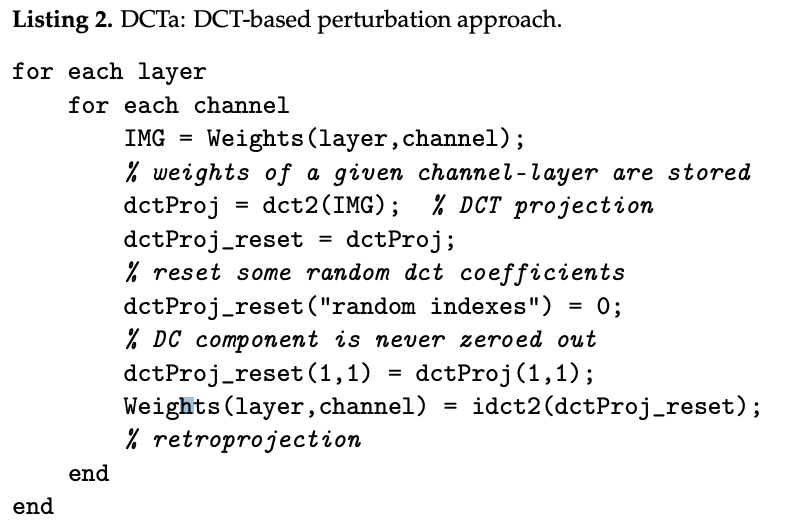 Listing 2. DCTa: DCT-based perturbation approach.
for each layer
    for each channel
        IMG = Weights(layer,channel);
        % weights of a given channel-layer are stored
        dctProj = dct2(IMG);  % DCT projection
        dctProj_reset = dctProj;
        % reset some random dct coefficients
        dctProj_reset("random indexes") = 0;
        % DC component is never zeroed out
        dctProj_reset(1,1) = dctProj(1,1);
        Weights(layer,channel) = idct2(dctProj_reset);
        % retroprojection
    end
end